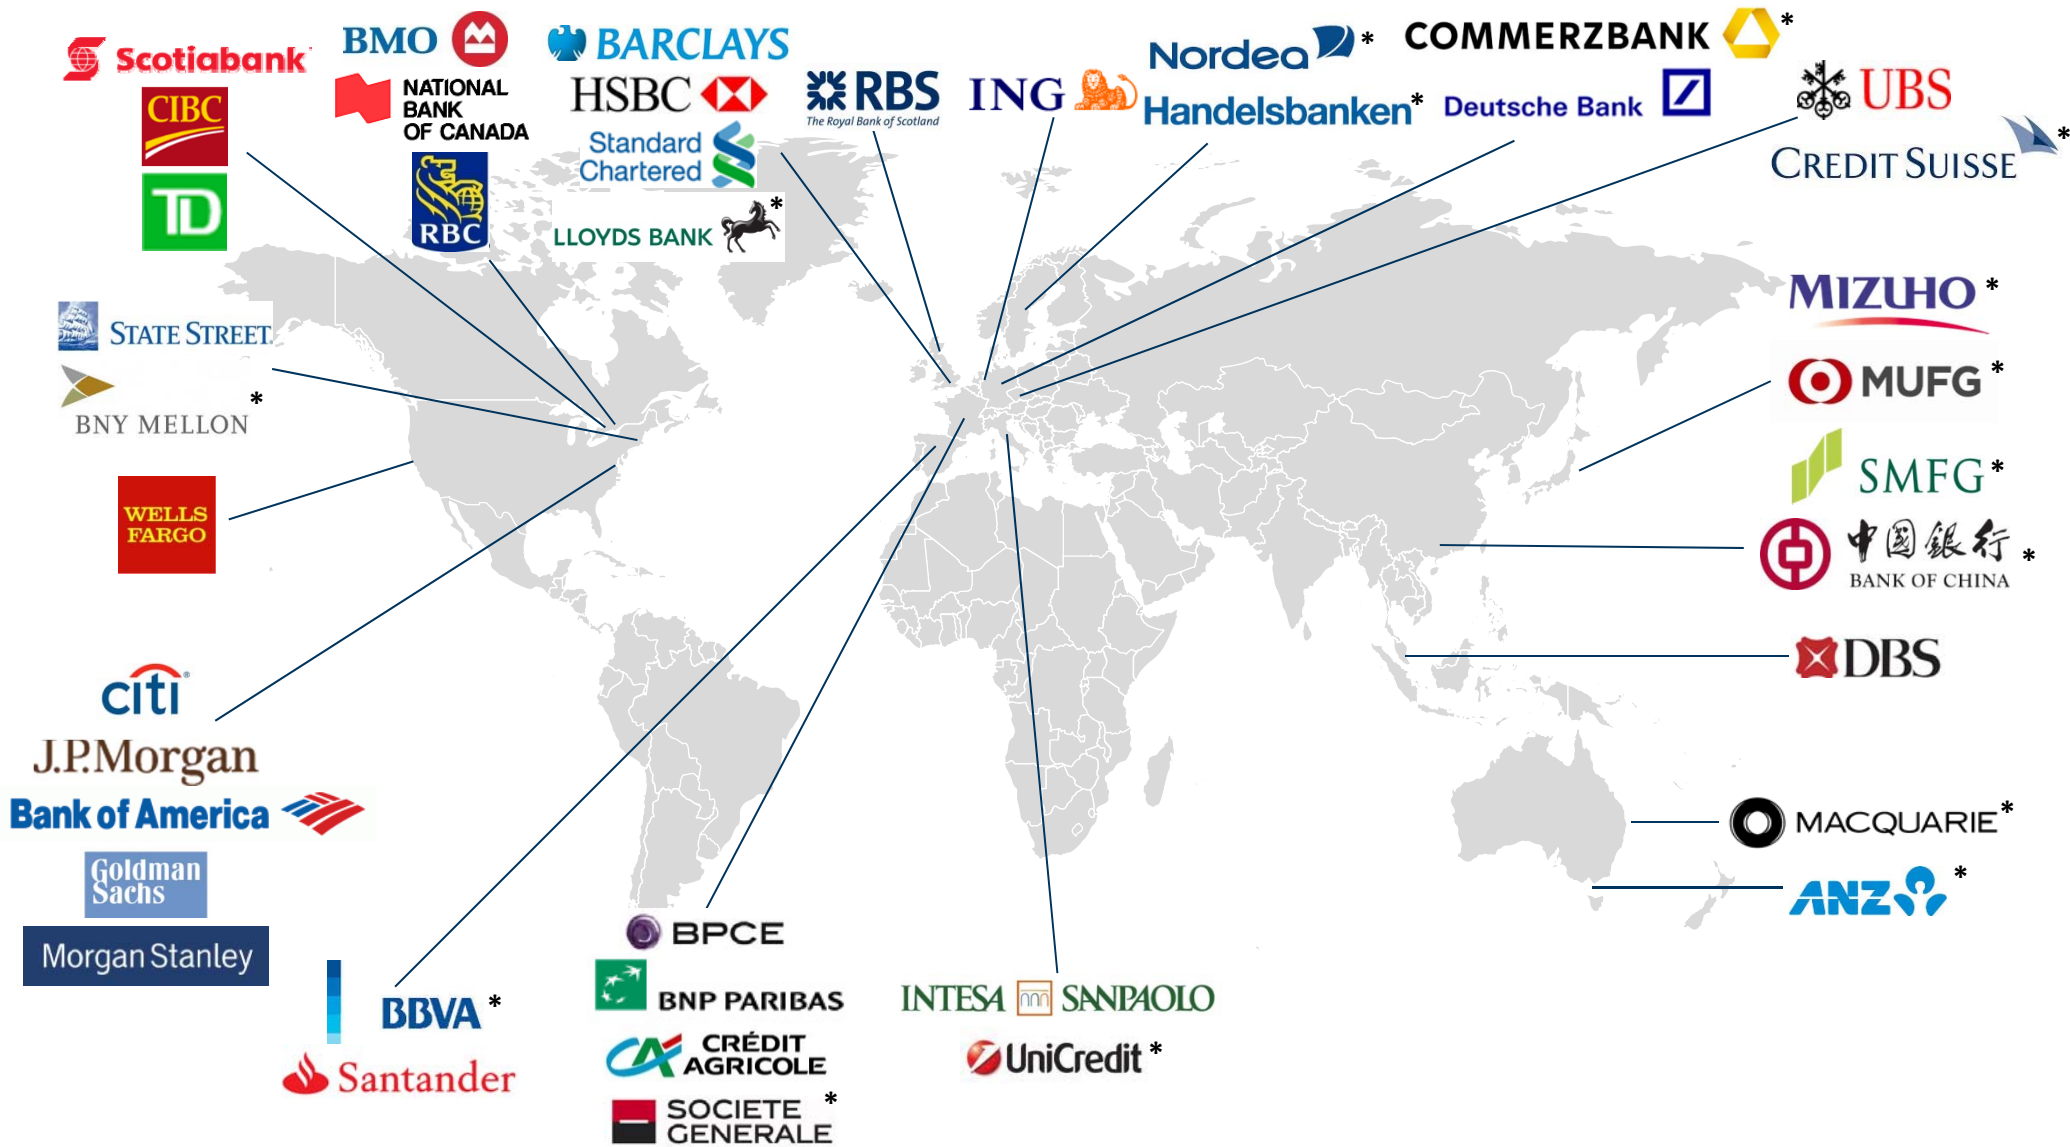 Scotiabank
CIBC
TD
BMO
NATIONAL
BANK
OF CANADA
RBC
BARCLAYS
HSBC
Standard
Chartered
LLOYDS BANK *
RBS
The Royal Bank of Scotland
ING
Nordea *
Handelsbanken*
COMMERZBANK *
Deutsche Bank
UBS
CREDIT SUISSE *
STATE STREET.
BNY MELLON *
WELLS
FARGO
citi®
J.P.Morgan
Bank of America
Goldman
Sachs
Morgan Stanley
BBVA *
Santander
BPCE
BNP PARIBAS
CRÉDIT
AGRICOLE
SOCIETE *
GENERALE
INTESA SANPAOLO
UniCredit *
MIZUHO *
MUFG *
SMFG *
中國銀行
BANK OF CHINA *
DBS
MACQUARIE *
ANZ *